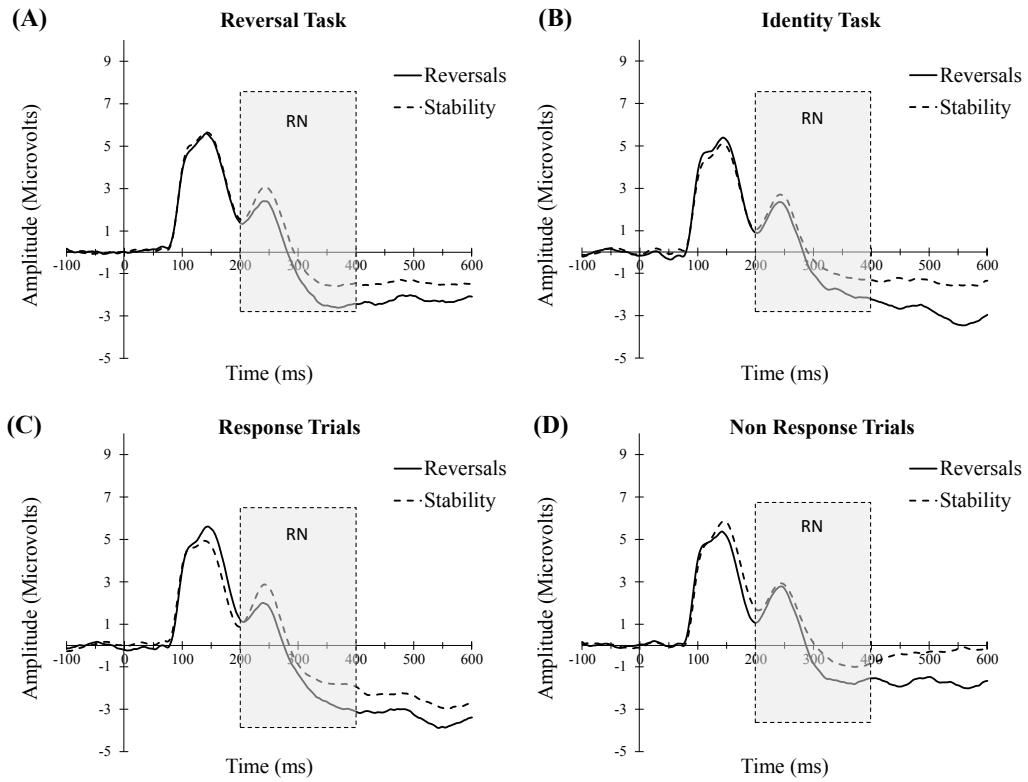 (A)
Reversal Task
9
7
5
3
1
-1
-3
-5
-100 0 100 200 300 400 500 600
Amplitude (Microvolts)
Time (ms)
RN
Reversals
Stability
(B)
Identity Task
9
7
5
3
1
-1
-3
-5
-100 0 100 200 300 400 500 600
Amplitude (Microvolts)
Time (ms)
RN
Reversals
Stability
(C)
Response Trials
9
7
5
3
1
-1
-3
-5
-100 0 100 200 300 400 500 600
Amplitude (Microvolts)
Time (ms)
RN
Reversals
Stability
(D)
Non Response Trials
9
7
5
3
1
-1
-3
-5
-100 0 100 200 300 400 500 600
Amplitude (Microvolts)
Time (ms)
RN
Reversals
Stability